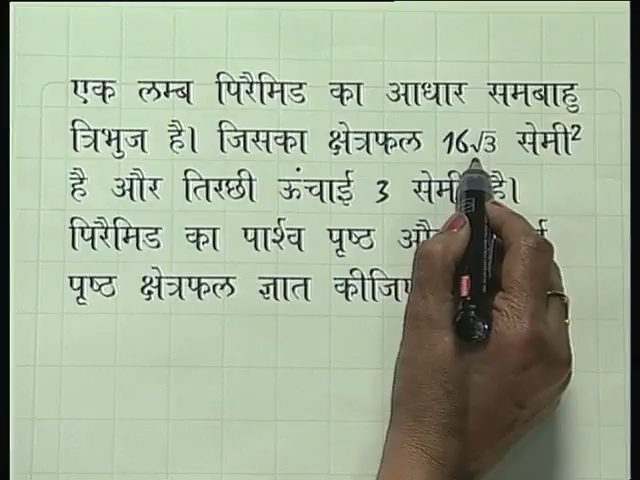 एक लम्ब पिरैमिड का आधार समबाहु
त्रिभुज है। जिसका क्षेत्रफल 16√3 सेमी²
है और तिरछी ऊंचाई 3 सेमी है।
पिरैमिड का पार्श्व पृष्ठ
पृष्ठ क्षेत्रफल ज्ञात